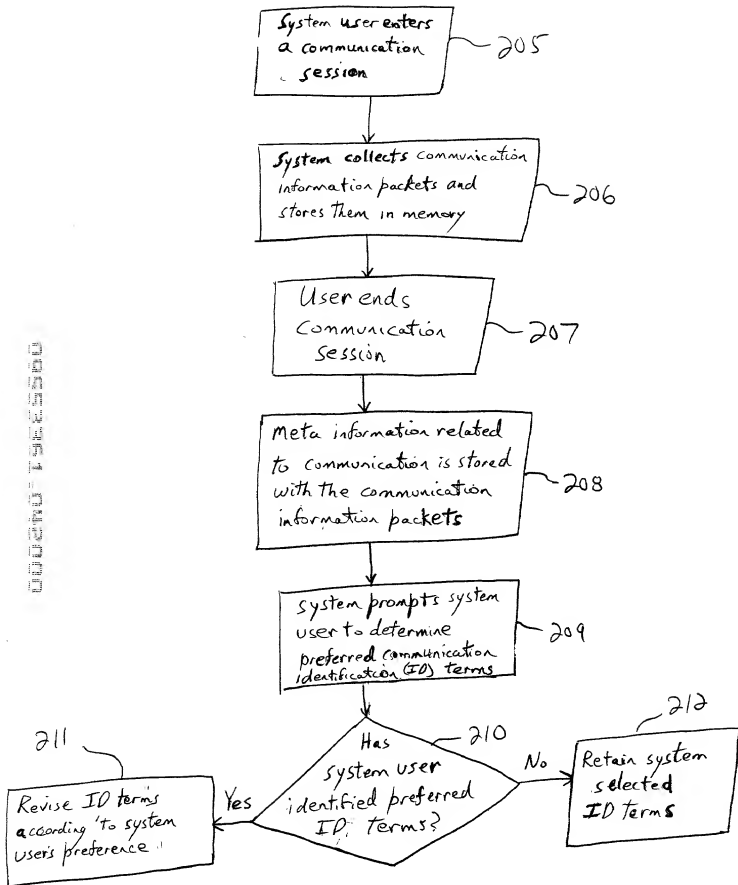 System user enters
a communication
session
205
System collects communication
information packets and
stores them in memory
206
User ends
Communication
session
207
Meta information related
to communication is stored
with the communication
information packets
208
System prompts system
user to determine
preferred communication
identification (ID) terms
209
Has
system user
identified preferred
ID terms?
210
Yes
No
211
Revise ID terms
according to system
user's preference
212
Retain system
selected
ID Terms